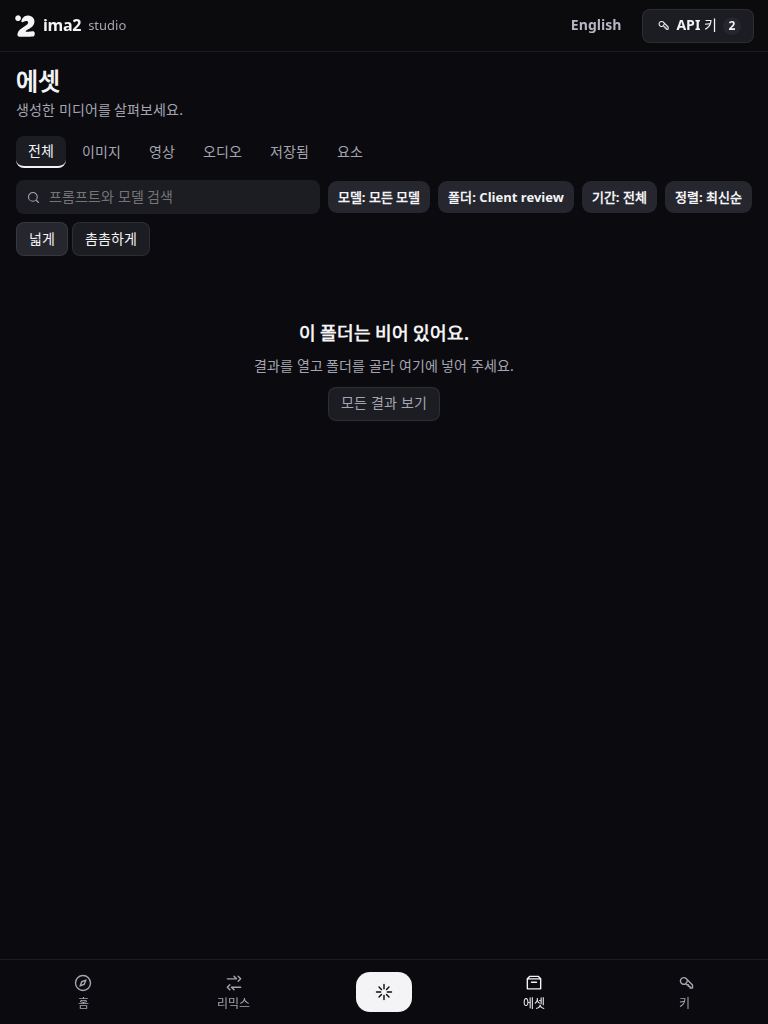 ima2 studio
English
API 키 2
에셋
생성한 미디어를 살펴보세요.
전체 이미지 영상 오디오 저장됨 요소
프롬프트와 모델 검색
모델: 모든 모델
폴더: Client review
기간: 전체
정렬: 최신순
넓게 촘촘하게
이 폴더는 비어 있어요.
결과를 열고 폴더를 골라 여기에 넣어 주세요.
모든 결과 보기
홈 리믹스 에셋 키